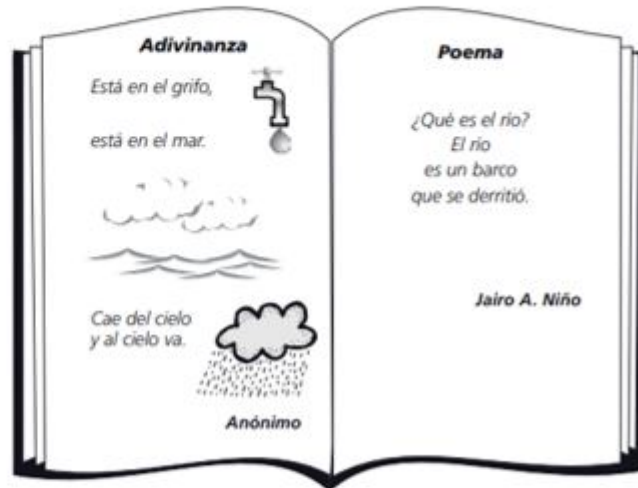 Adivinanza
Está en el grifo,
está en el mar.
Cae del cielo
y al cielo va.
Anónimo
Poema
¿Qué es el río?
El río
es un barco
que se derritió.
Jairo A. Niño